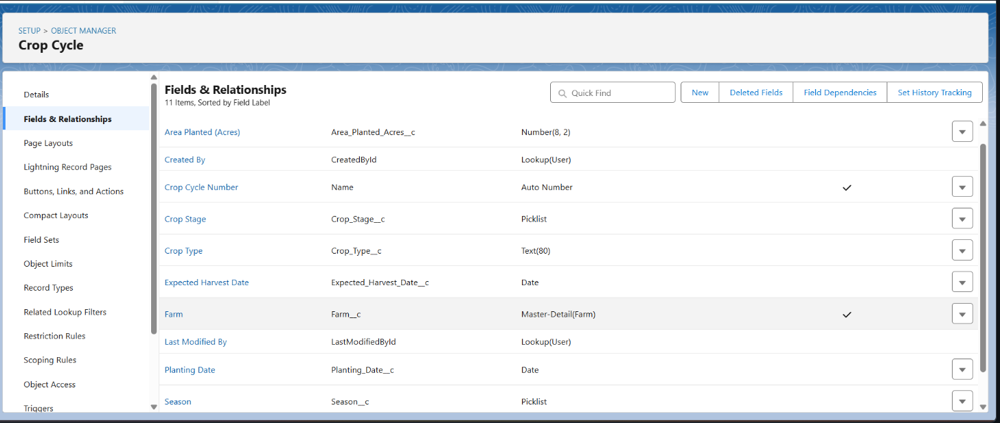 SETUP > OBJECT MANAGER
Crop Cycle
Details
Fields & Relationships
Page Layouts
Lightning Record Pages
Buttons, Links, and Actions
Compact Layouts
Field Sets
Object Limits
Record Types
Related Lookup Filters
Restriction Rules
Scoping Rules
Object Access
Triggers
Fields & Relationships
11 Items, Sorted by Field Label
Quick Find
New
Deleted Fields
Field Dependencies
Set History Tracking
Area Planted (Acres) Area_Planted_Acres__c Number(8, 2)
Created By CreatedById Lookup(User)
Crop Cycle Number Name Auto Number
Crop Stage Crop_Stage__c Picklist
Crop Type Crop_Type__c Text(80)
Expected Harvest Date Expected_Harvest_Date__c Date
Farm Farm__c Master-Detail(Farm)
Last Modified By LastModifiedById Lookup(User)
Planting Date Planting_Date__c Date
Season Season__c Picklist